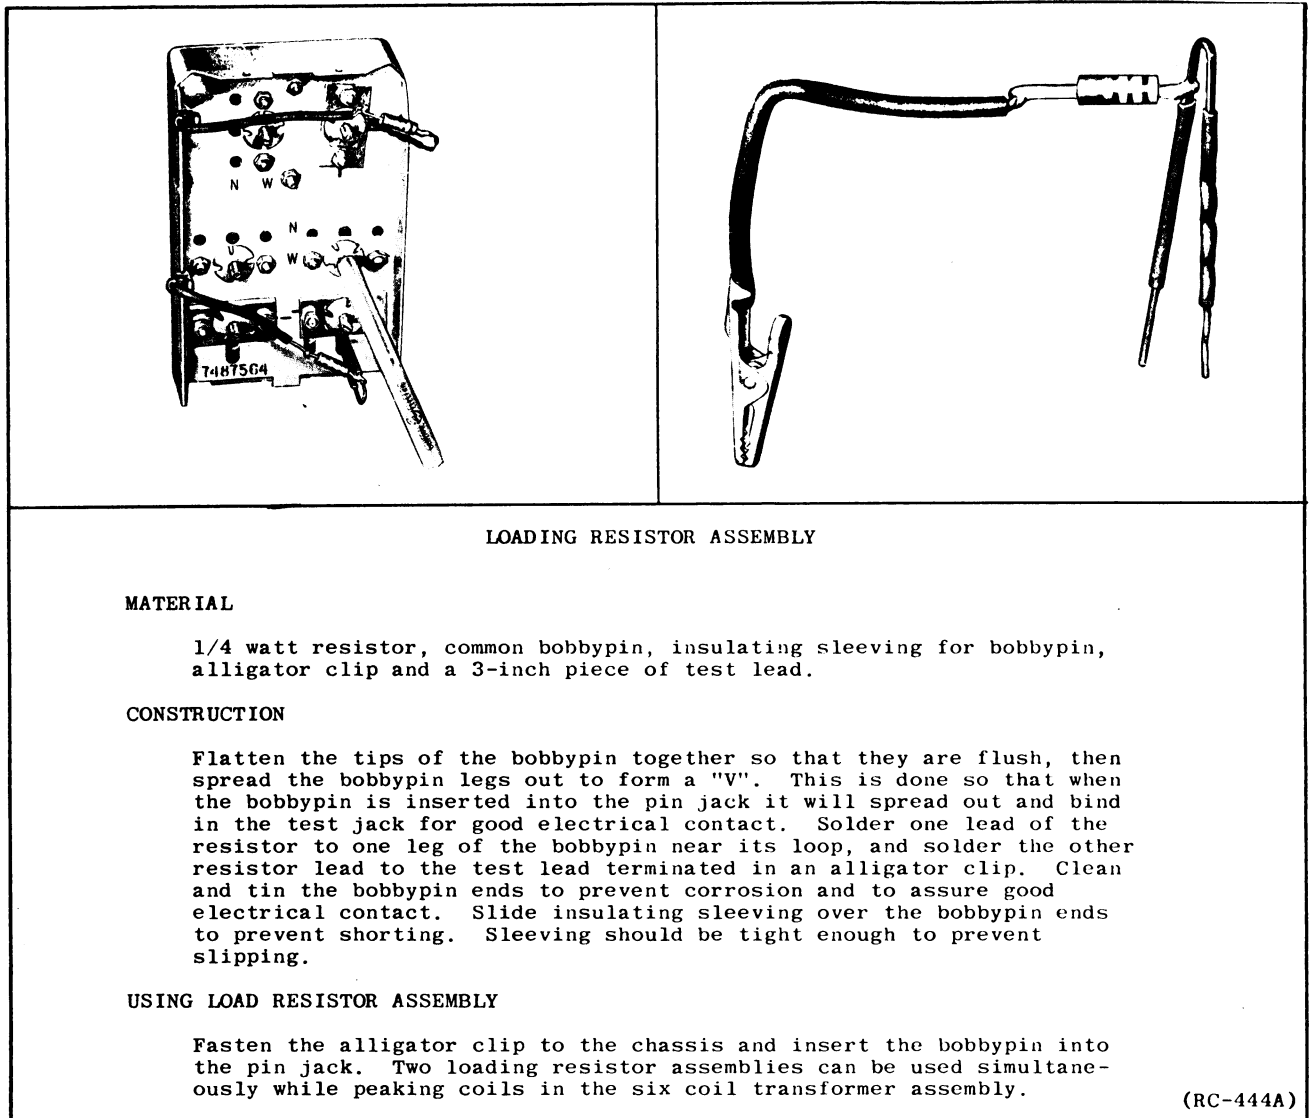 N W
N
W
7487564
LOADING RESISTOR ASSEMBLY
MATERIAL
1/4 watt resistor, common bobbypin, insulating sleeving for bobbypin,
alligator clip and a 3-inch piece of test lead.
CONSTRUCTION
Flatten the tips of the bobbypin together so that they are flush, then
spread the bobbypin legs out to form a "V". This is done so that when
the bobbypin is inserted into the pin jack it will spread out and bind
in the test jack for good electrical contact. Solder one lead of the
resistor to one leg of the bobbypin near its loop, and solder the other
resistor lead to the test lead terminated in an alligator clip. Clean
and tin the bobbypin ends to prevent corrosion and to assure good
electrical contact. Slide insulating sleeving over the bobbypin ends
to prevent shorting. Sleeving should be tight enough to prevent
slipping.
USING LOAD RESISTOR ASSEMBLY
Fasten the alligator clip to the chassis and insert the bobbypin into
the pin jack. Two loading resistor assemblies can be used simultane-
ously while peaking coils in the six coil transformer assembly.
(RC-444A)